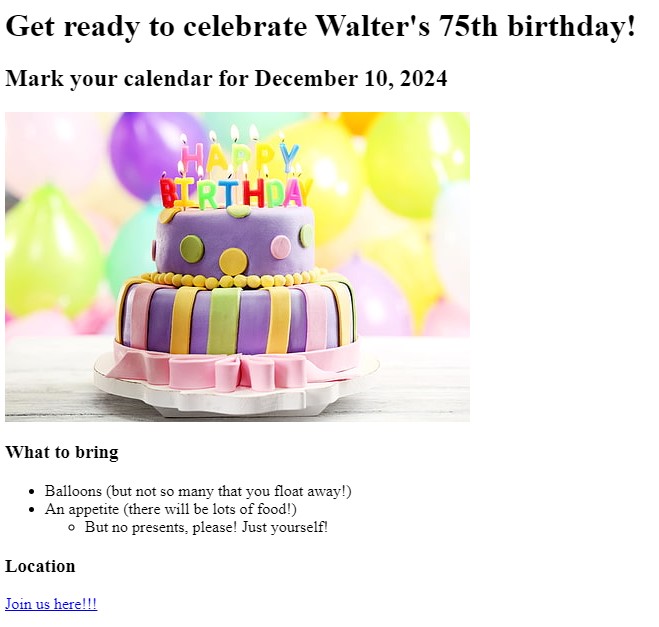 Get ready to celebrate Walter's 75th birthday!
Mark your calendar for December 10, 2024
HAPPY
BIRTHDAY
What to bring
Balloons (but not so many that you float away!)
An appetite (there will be lots of food!)
But no presents, please! Just yourself!
Location
Join us here!!!